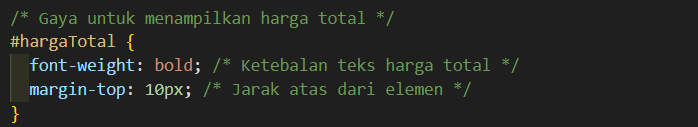 /* Gaya untuk menampilkan harga total */
#hargaTotal {
  font-weight: bold; /* Ketebalan teks harga total */
  margin-top: 10px; /* Jarak atas dari elemen */
}